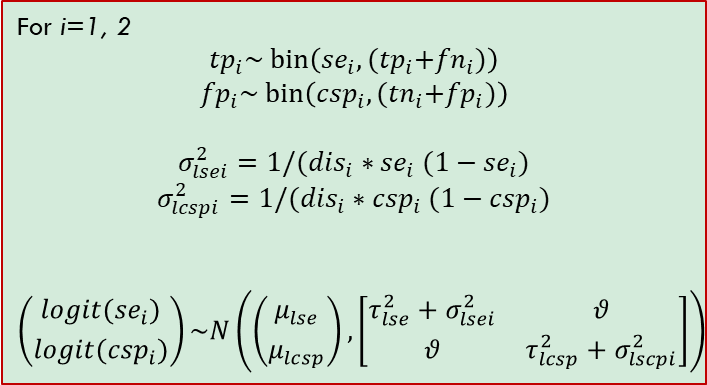 For i=1, 2
tp_i ~ bin(se_i, (tp_i+fn_i))
fp_i ~ bin(csp_i, (tn_i+fp_i))
σ²_lsei = 1/(dis_i * se_i (1 − se_i)
σ²_lcspi = 1/(dis_i * csp_i (1 − csp_i)
(logit(se_i) logit(csp_i)) ~N ((μ_lse μ_lcsp), [τ²_lse + σ²_lsei ϑ ϑ τ²_lcsp + σ²_lscpi])